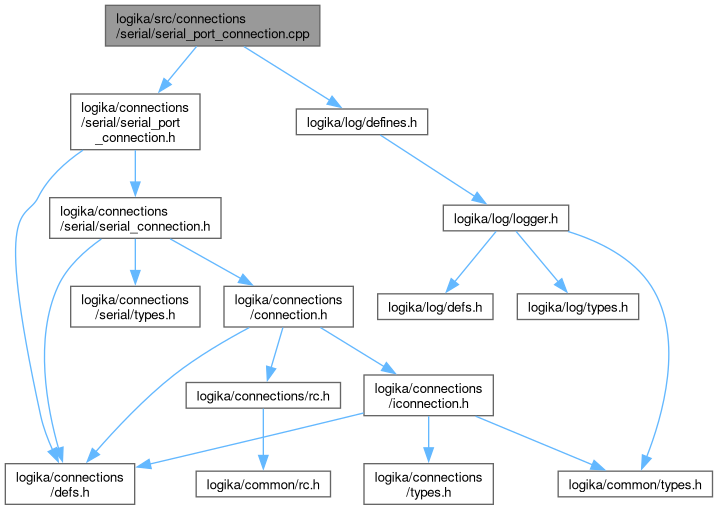 logika/src/connections
/serial/serial_port_connection.cpp
logika/connections
/serial/serial_port
_connection.h
logika/log/defines.h
logika/connections
/serial/serial_connection.h
logika/log/logger.h
logika/connections
/serial/types.h
logika/connections
/connection.h
logika/log/defs.h
logika/log/types.h
logika/connections/rc.h
logika/connections
/iconnection.h
logika/connections
/defs.h
logika/common/rc.h
logika/connections
/types.h
logika/common/types.h